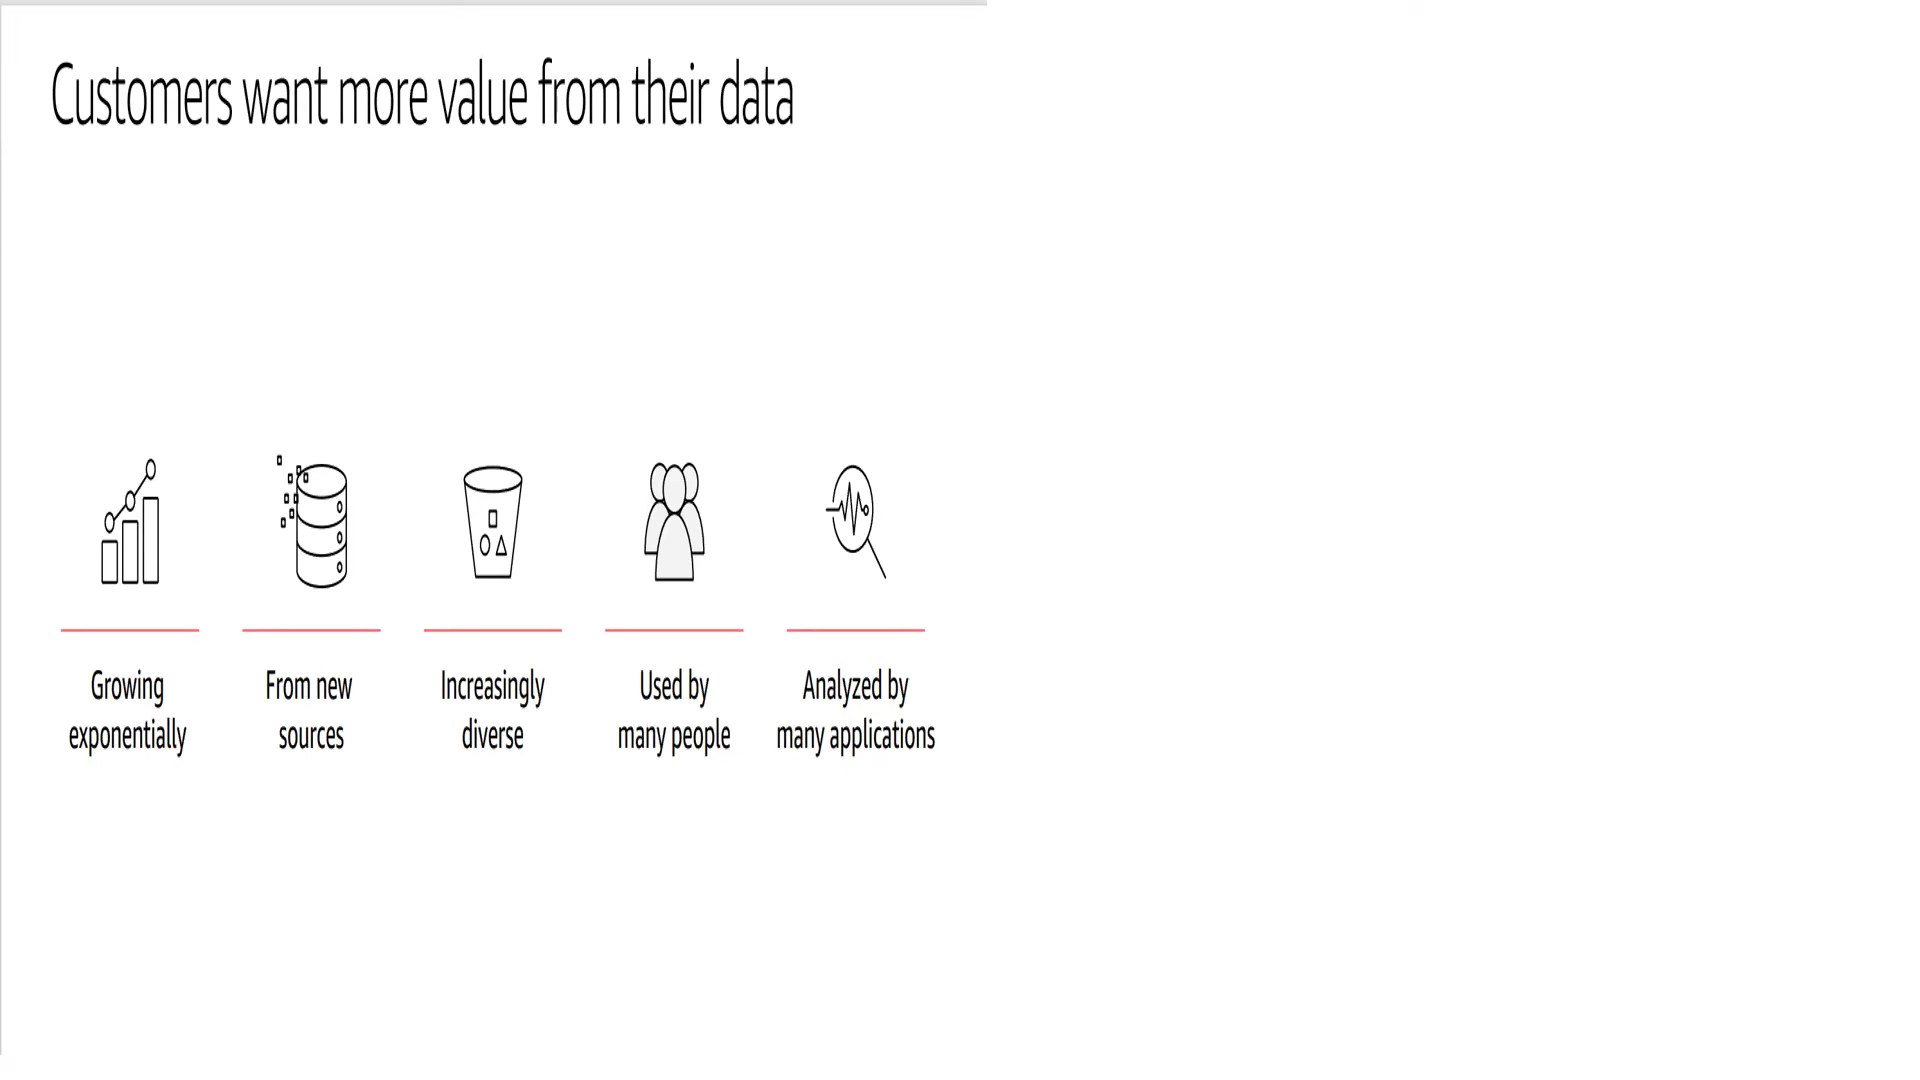 Customers want more value from their data
Growing
exponentially
From new
sources
Increasingly
diverse
Used by
many people
Analyzed by
many applications